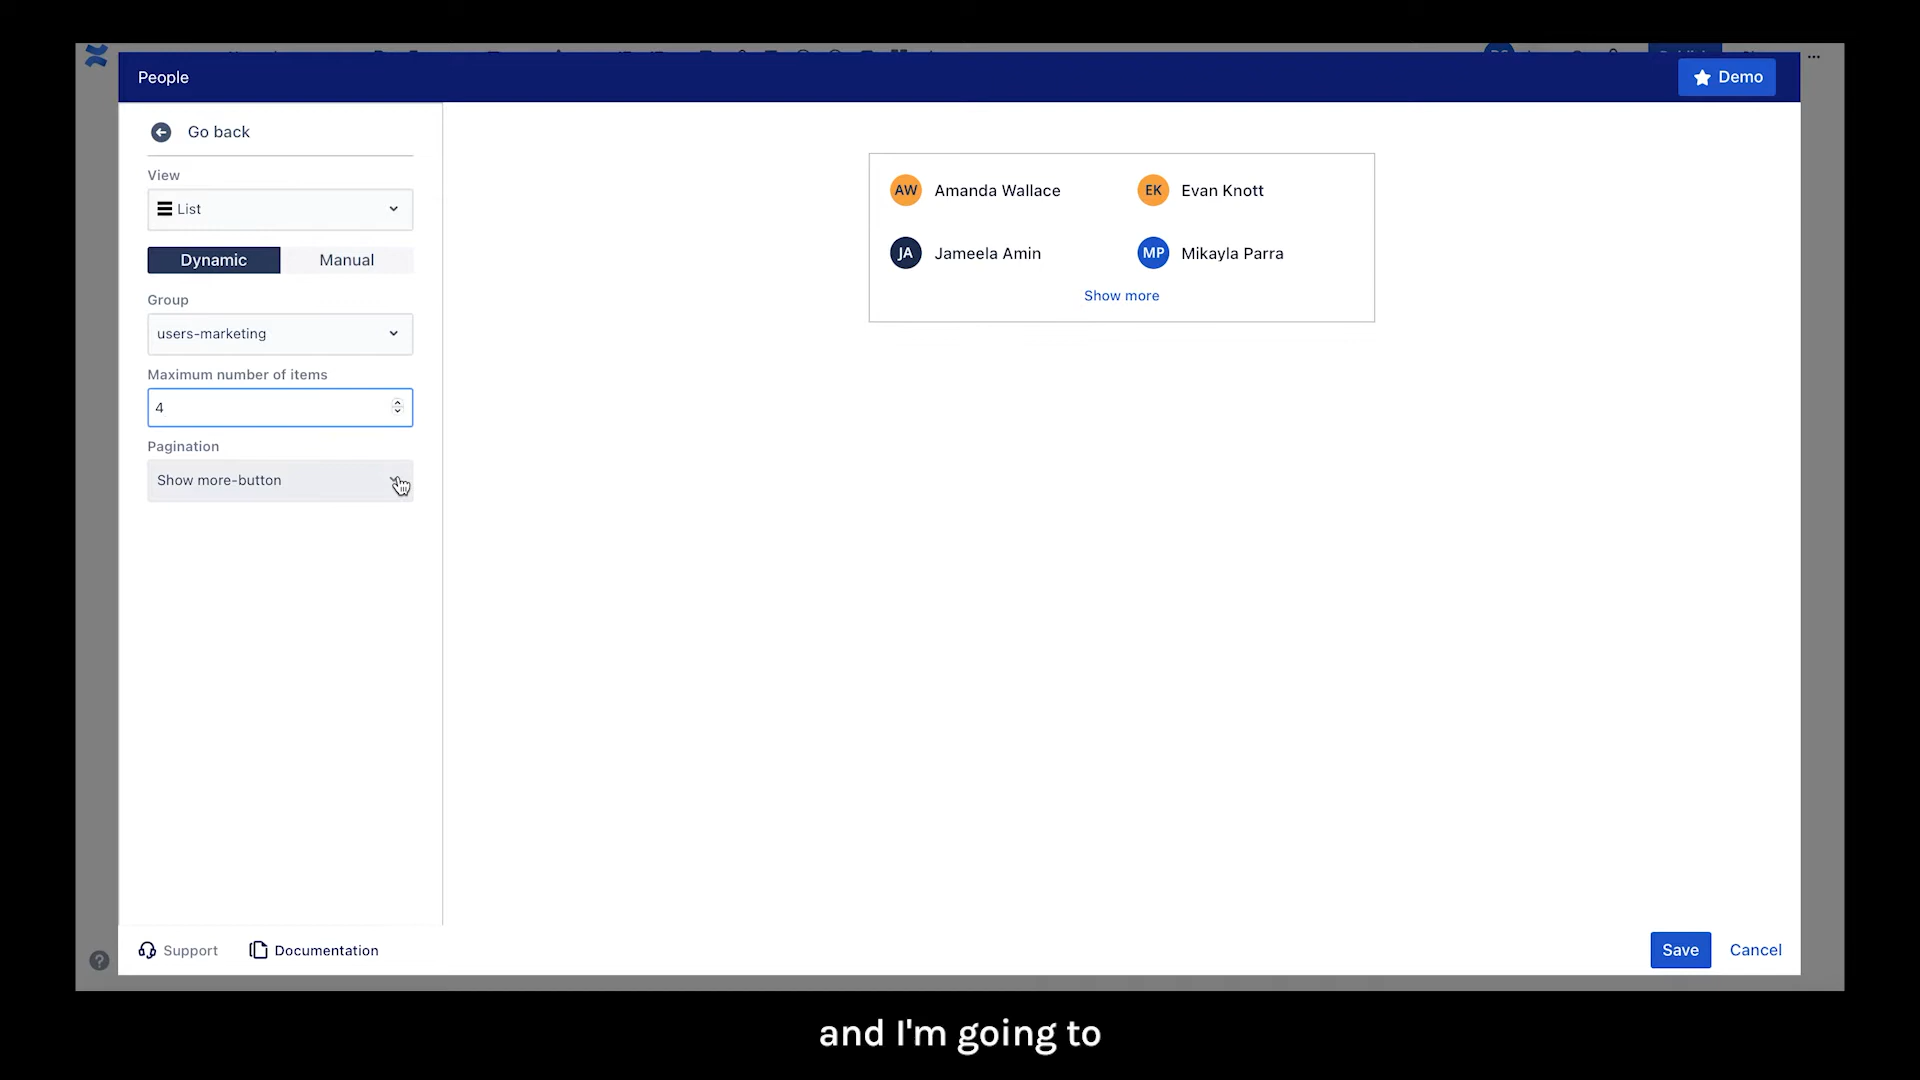 People
Demo
Go back
View
List
Dynamic
Manual
Group
users-marketing
Maximum number of items
4
Pagination
Show more-button
AW Amanda Wallace
EK Evan Knott
JA Jameela Amin
MP Mikayla Parra
Show more
Support
Documentation
Save
Cancel
and I'm going to